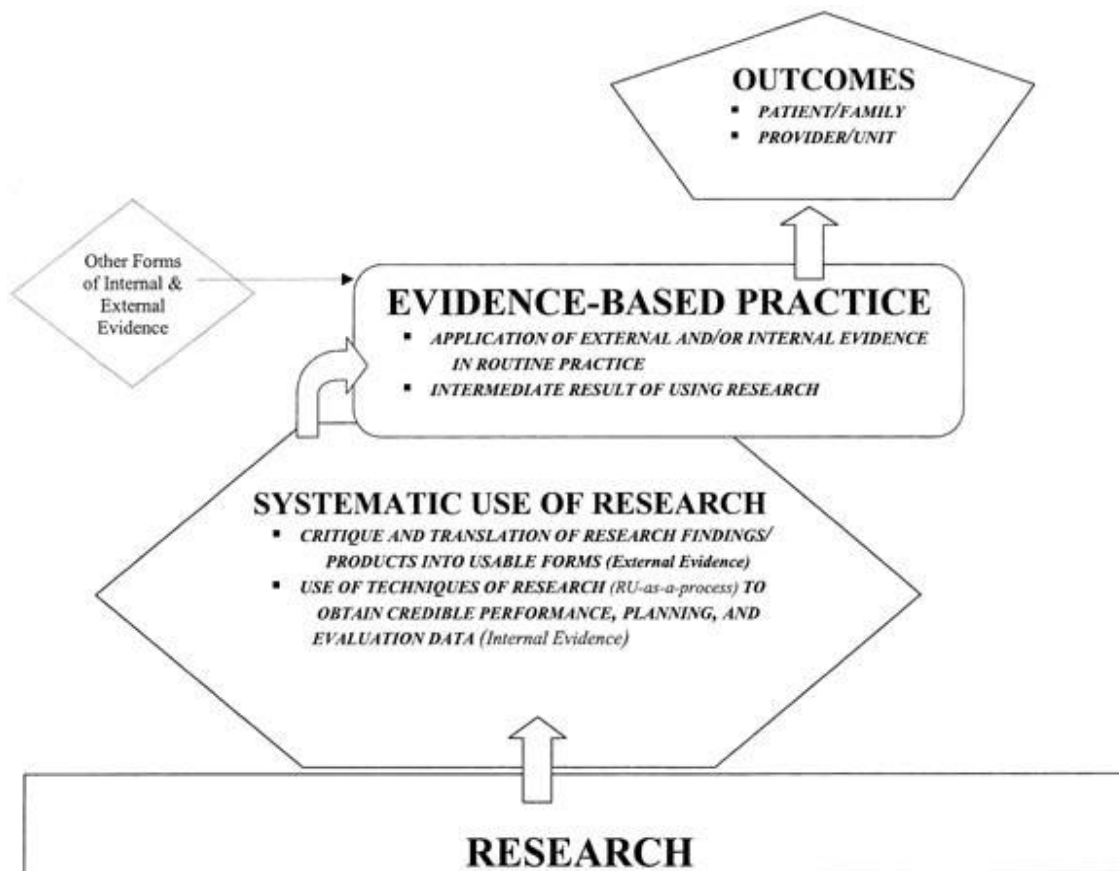 OUTCOMES
▪ PATIENT/FAMILY
▪ PROVIDER/UNIT
Other Forms
of Internal &
External
Evidence
EVIDENCE-BASED PRACTICE
▪ APPLICATION OF EXTERNAL AND/OR INTERNAL EVIDENCE
IN ROUTINE PRACTICE
▪ INTERMEDIATE RESULT OF USING RESEARCH
SYSTEMATIC USE OF RESEARCH
▪ CRITIQUE AND TRANSLATION OF RESEARCH FINDINGS/
PRODUCTS INTO USABLE FORMS (External Evidence)
▪ USE OF TECHNIQUES OF RESEARCH (RU-as-a-process) TO
OBTAIN CREDIBLE PERFORMANCE, PLANNING, AND
EVALUATION DATA (Internal Evidence)
RESEARCH